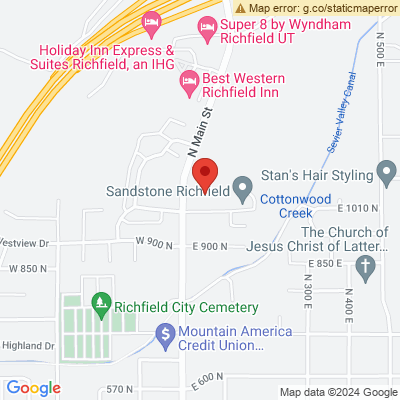 Map error: g.co/staticmaperror
Super 8 by Wyndham
Richfield UT
Holiday Inn Express &
Suites Richfield, an IHG
Best Western
Richfield Inn
N 500 E
Sevier Valley Canal
N Main St
Stan's Hair Styling
Sandstone Richfield
Cottonwood
Creek
E 1010 N
The Church of
Jesus Christ of Latter...
Westview Dr
W 900 N
E 900 N
W 850 N
E 850 E
N 300 E
N 400 E
Richfield City Cemetery
Mountain America
Credit Union...
Highland Dr
570 N
E 600 N
Google
Map data ©2024 Google